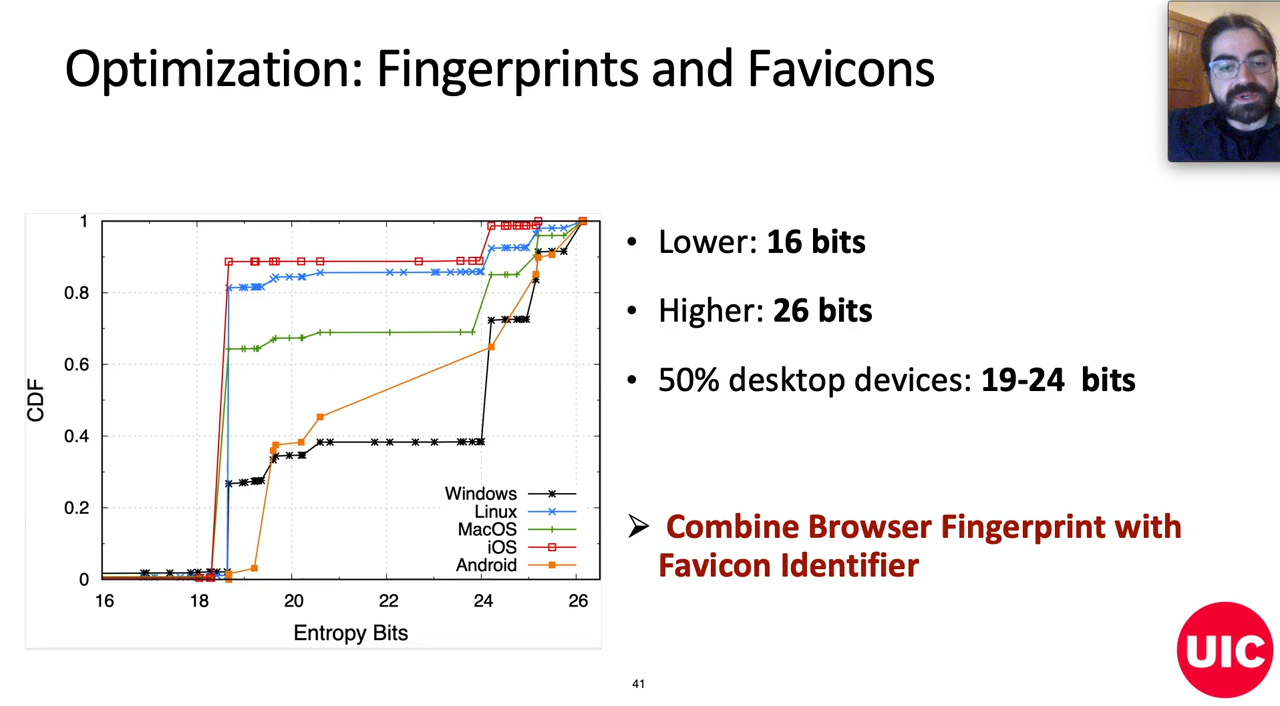 Optimization: Fingerprints and Favicons
1
0.8
0.6
0.4
0.2
0
CDF
16
18
20
22
24
26
Entropy Bits
Windows
Linux
MacOS
iOS
Android
• Lower: 16 bits
• Higher: 26 bits
• 50% desktop devices: 19-24 bits
➢ Combine Browser Fingerprint with
Favicon Identifier
UIC
41